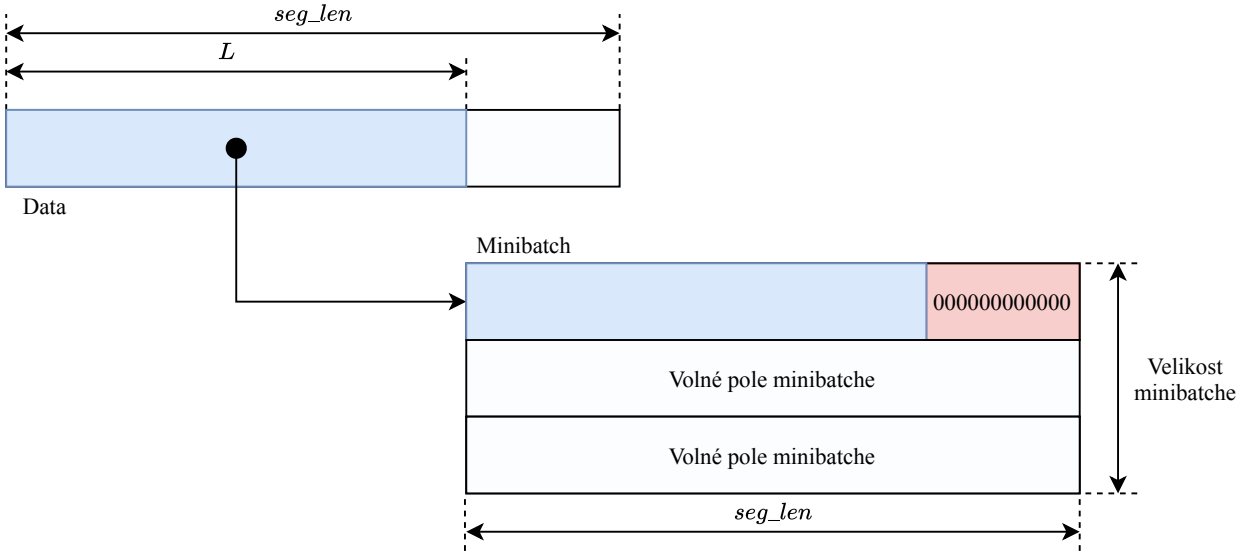 seg_len
L
Data
Minibatch
000000000000
Volné pole minibatche
Velikost
minibatche
Volné pole minibatche
seg_len